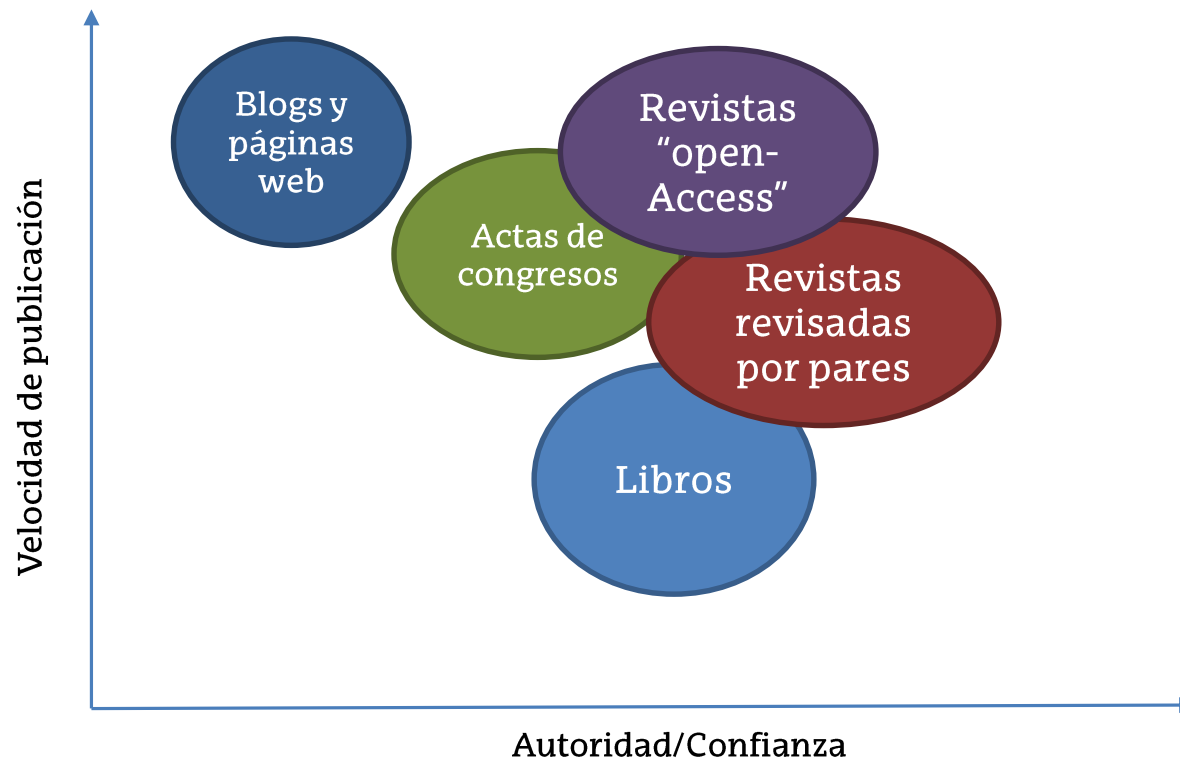 Velocidad de publicación
Blogs y
páginas
web
Revistas
“open-
Access”
Actas de
congresos
Revistas
revisadas
por pares
Libros
Autoridad/Confianza